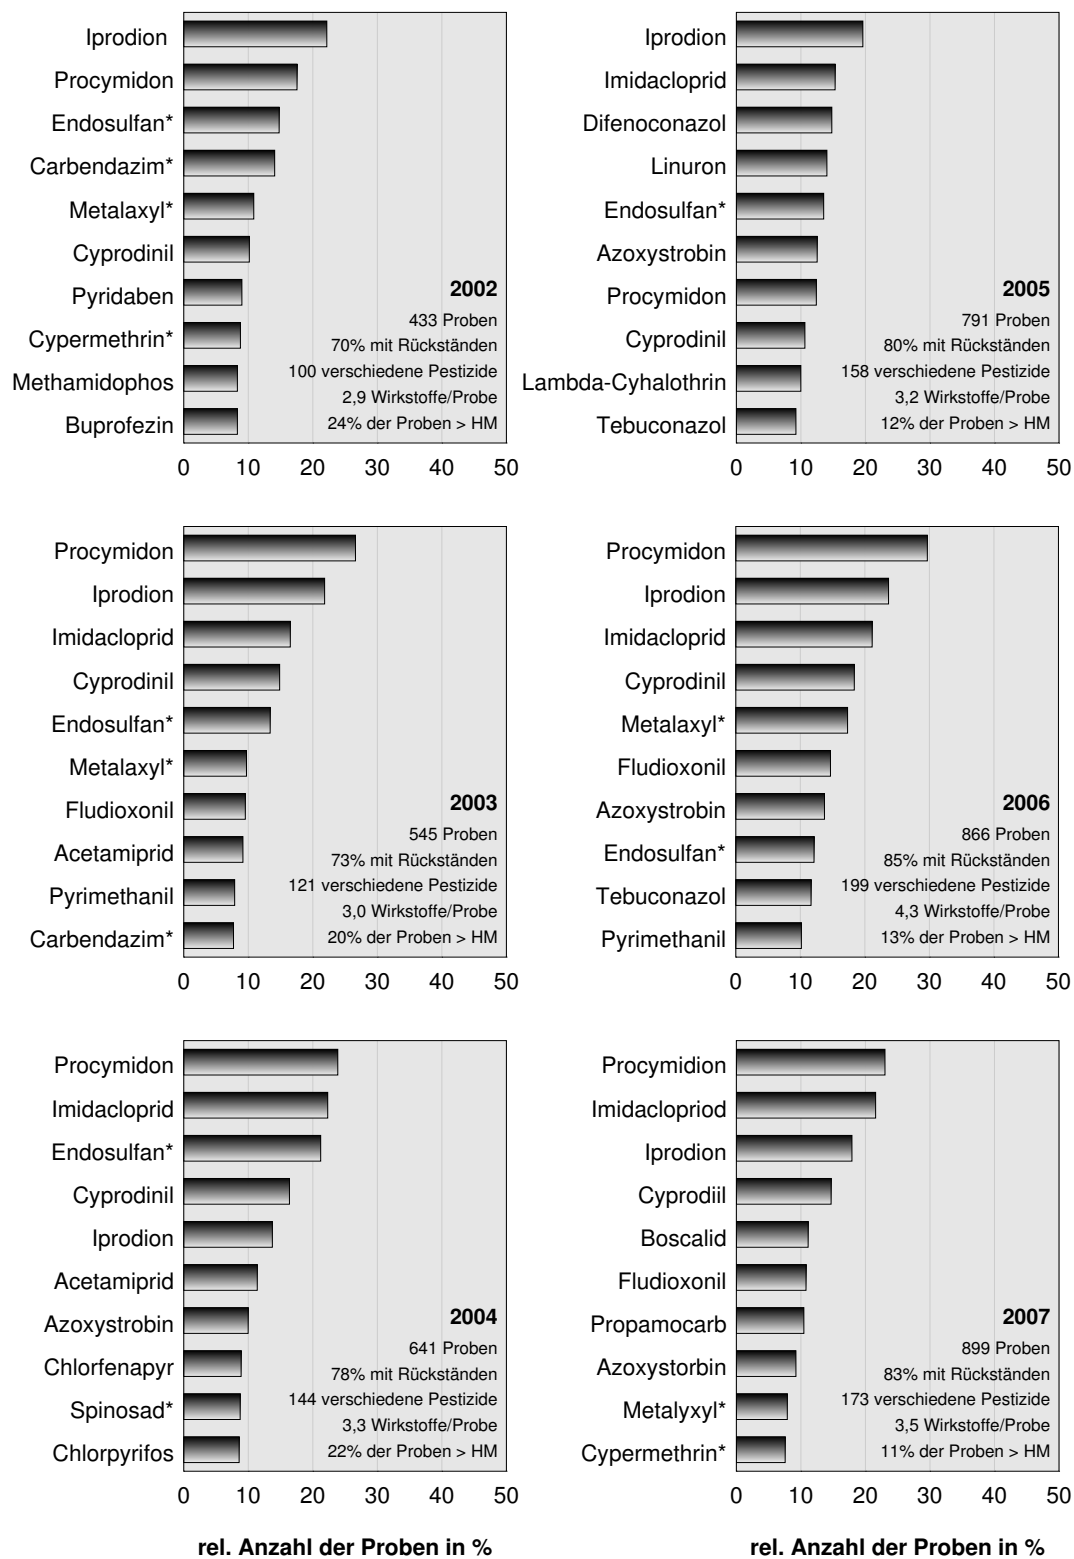 Iprodion
Procymidon
Endosulfan*
Carbendazim*
Metalaxyl*
Cyprodinil
Pyridaben
Cypermethrin*
Methamidophos
Buprofezin
2002
433 Proben
70% mit Rückständen
100 verschiedene Pestizide
2,9 Wirkstoffe/Probe
24% der Proben > HM
0 10 20 30 40 50
Iprodion
Imidacloprid
Difenoconazol
Linuron
Endosulfan*
Azoxystrobin
Procymidon
Cyprodinil
Lambda-Cyhalothrin
Tebuconazol
2005
791 Proben
80% mit Rückständen
158 verschiedene Pestizide
3,2 Wirkstoffe/Probe
12% der Proben > HM
0 10 20 30 40 50
Procymidon
Iprodion
Imidacloprid
Cyprodinil
Endosulfan*
Metalaxyl*
Fludioxonil
Acetamiprid
Pyrimethanil
Carbendazim*
2003
545 Proben
73% mit Rückständen
121 verschiedene Pestizide
3,0 Wirkstoffe/Probe
20% der Proben > HM
0 10 20 30 40 50
Procymidon
Iprodion
Imidacloprid
Cyprodinil
Metalaxyl*
Fludioxonil
Azoxystrobin
Endosulfan*
Tebuconazol
Pyrimethanil
2006
866 Proben
85% mit Rückständen
199 verschiedene Pestizide
4,3 Wirkstoffe/Probe
13% der Proben > HM
0 10 20 30 40 50
Procymidon
Imidacloprid
Endosulfan*
Cyprodinil
Iprodion
Acetamiprid
Azoxystrobin
Chlorfenapyr
Spinosad*
Chlorpyrifos
2004
641 Proben
78% mit Rückständen
144 verschiedene Pestizide
3,3 Wirkstoffe/Probe
22% der Proben > HM
0 10 20 30 40 50
rel. Anzahl der Proben in %
Procymidion
Imidaclopriod
Iprodion
Cyprodiil
Boscalid
Fludioxonil
Propamocarb
Azoxystorbin
Metalyxyl*
Cypermethrin*
2007
899 Proben
83% mit Rückständen
173 verschiedene Pestizide
3,5 Wirkstoffe/Probe
11% der Proben > HM
0 10 20 30 40 50
rel. Anzahl der Proben in %